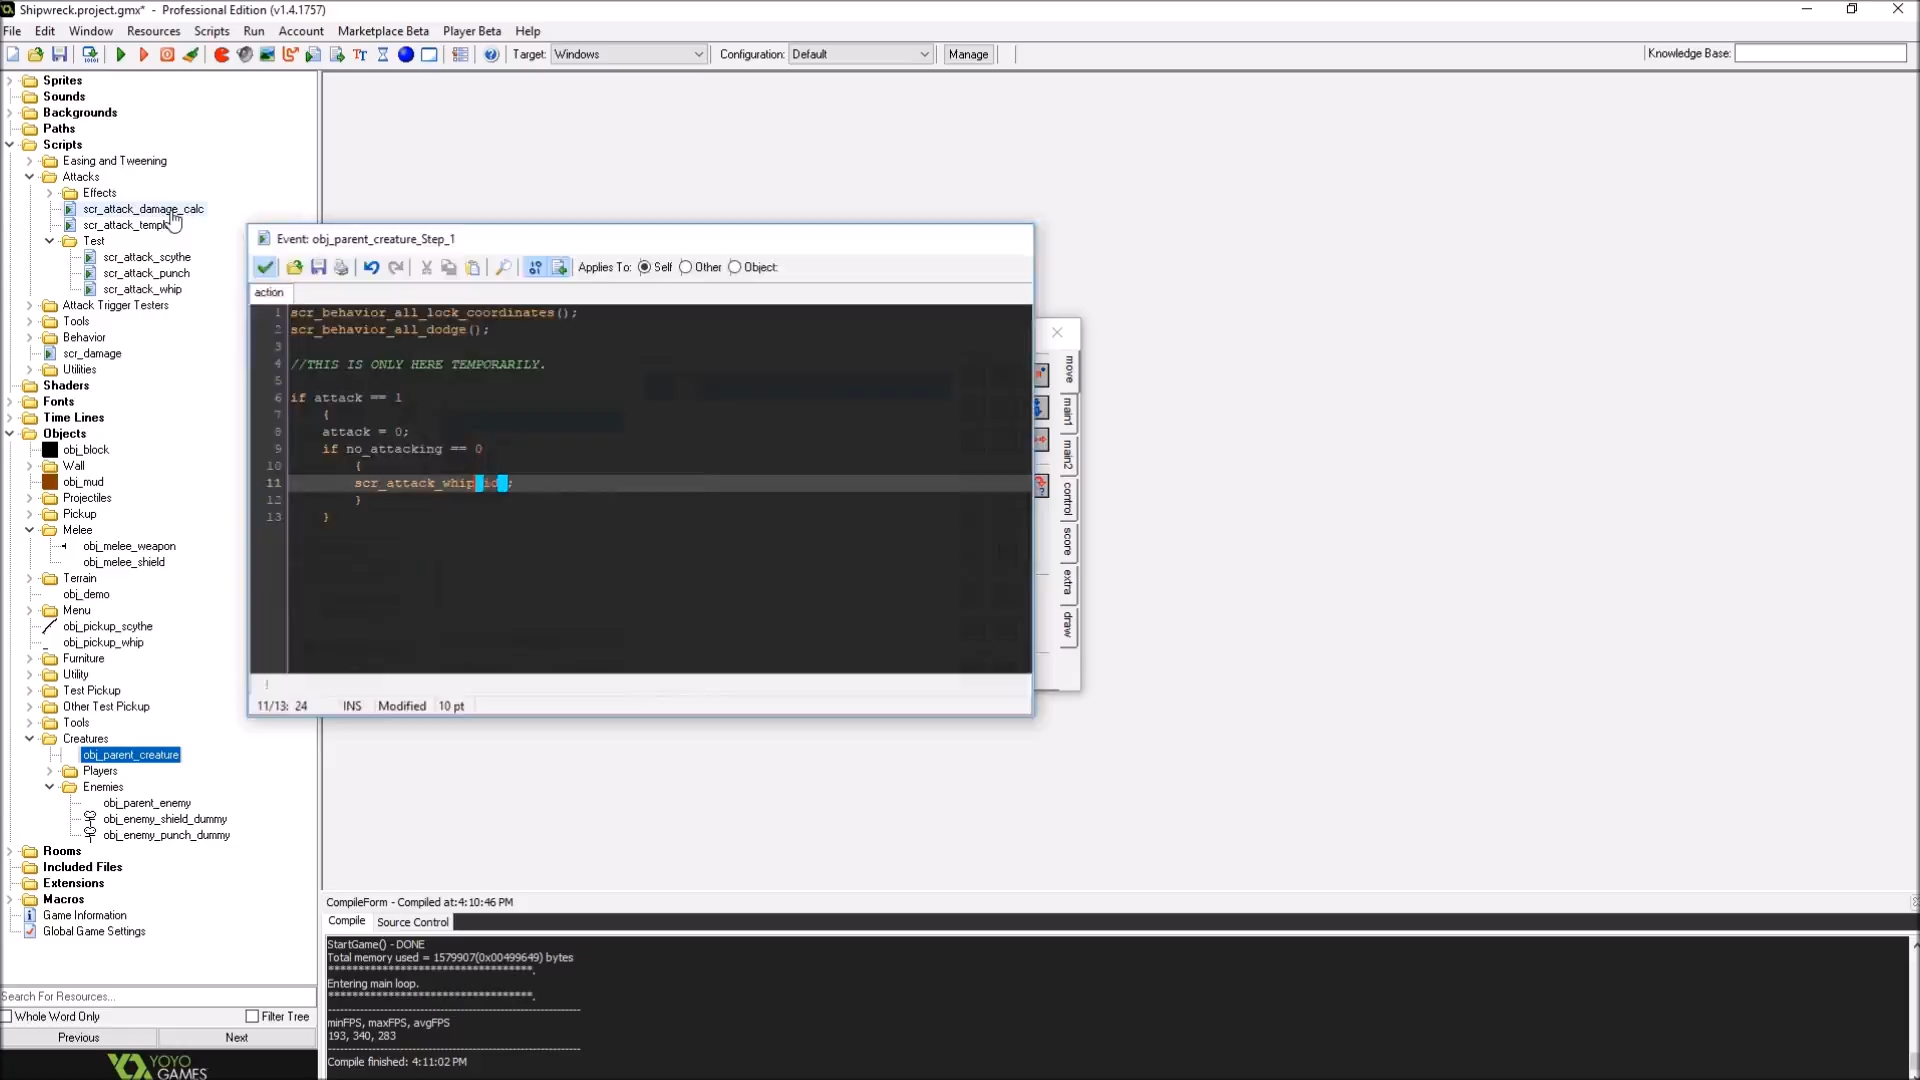 Shipwreck.project.gmx* - Professional Edition (v1.4.1757)
File Edit Window Resources Scripts Run Account Marketplace Beta Player Beta Help
Target: Windows Configuration: Default Manage Knowledge Base:
Sprites
Sounds
Backgrounds
Paths
Scripts
Easing and Tweening
Attacks
Effects
scr_attack_damage_calc
Test
scr_attack_scythe
scr_attack_punch
scr_attack_whip
Attack Trigger Testers
Tools
Behavior
scr_damage
Utilities
Shaders
Fonts
Time Lines
Objects
obj_block
Wall
obj_mud
Projectiles
Pickup
Melee
obj_melee_weapon
obj_melee_shield
Terrain
obj_demo
Menu
obj_pickup_scythe
obj_pickup_whip
Furniture
Utility
Test Pickup
Other Test Pickup
Tools
Creatures
obj_parent_creature
Players
Enemies
obj_parent_enemy
obj_enemy_shield_dummy
obj_enemy_punch_dummy
Rooms
Included Files
Extensions
Macros
Game Information
Global Game Settings
Search For Resources...
Whole Word Only Filter Tree
Previous Next
YOYO
GAMES
Event: obj_parent_creature_Step_1
Applies To: Self Other Object:
action
1 scr_behavior_all_lock_coordinates();
2 scr_behavior_all_dodge();
3
4 //THIS IS ONLY HERE TEMPORARILY.
5
6 if attack == 1
7 {
8 attack = 0;
9 if no_attacking == 0
10 {
11 scr_attack_whip(id);
12 }
13 }
11/13: 24 INS Modified 10 pt
move
main1
main2
control
score
extra
draw
CompileForm - Compiled at:4:10:46 PM
Compile Source Control
StartGame() - DONE
Total memory used = 1579907(0x00499649) bytes
**********************************.
Entering main loop.
**********************************.
minFPS, maxFPS, avgFPS
193, 340, 283
Compile finished: 4:11:02 PM